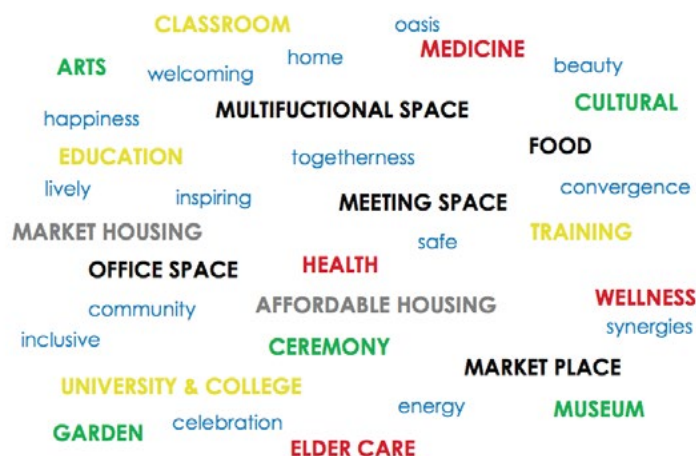 CLASSROOM
oasis
home
MEDICINE
ARTS
welcoming
beauty
MULTIFUCTIONAL SPACE
CULTURAL
happiness
FOOD
EDUCATION
togetherness
lively
inspiring
MEETING SPACE
convergence
MARKET HOUSING
safe
TRAINING
OFFICE SPACE
HEALTH
community
AFFORDABLE HOUSING
WELLNESS
synergies
inclusive
CEREMONY
MARKET PLACE
UNIVERSITY & COLLEGE
energy
MUSEUM
GARDEN
celebration
ELDER CARE